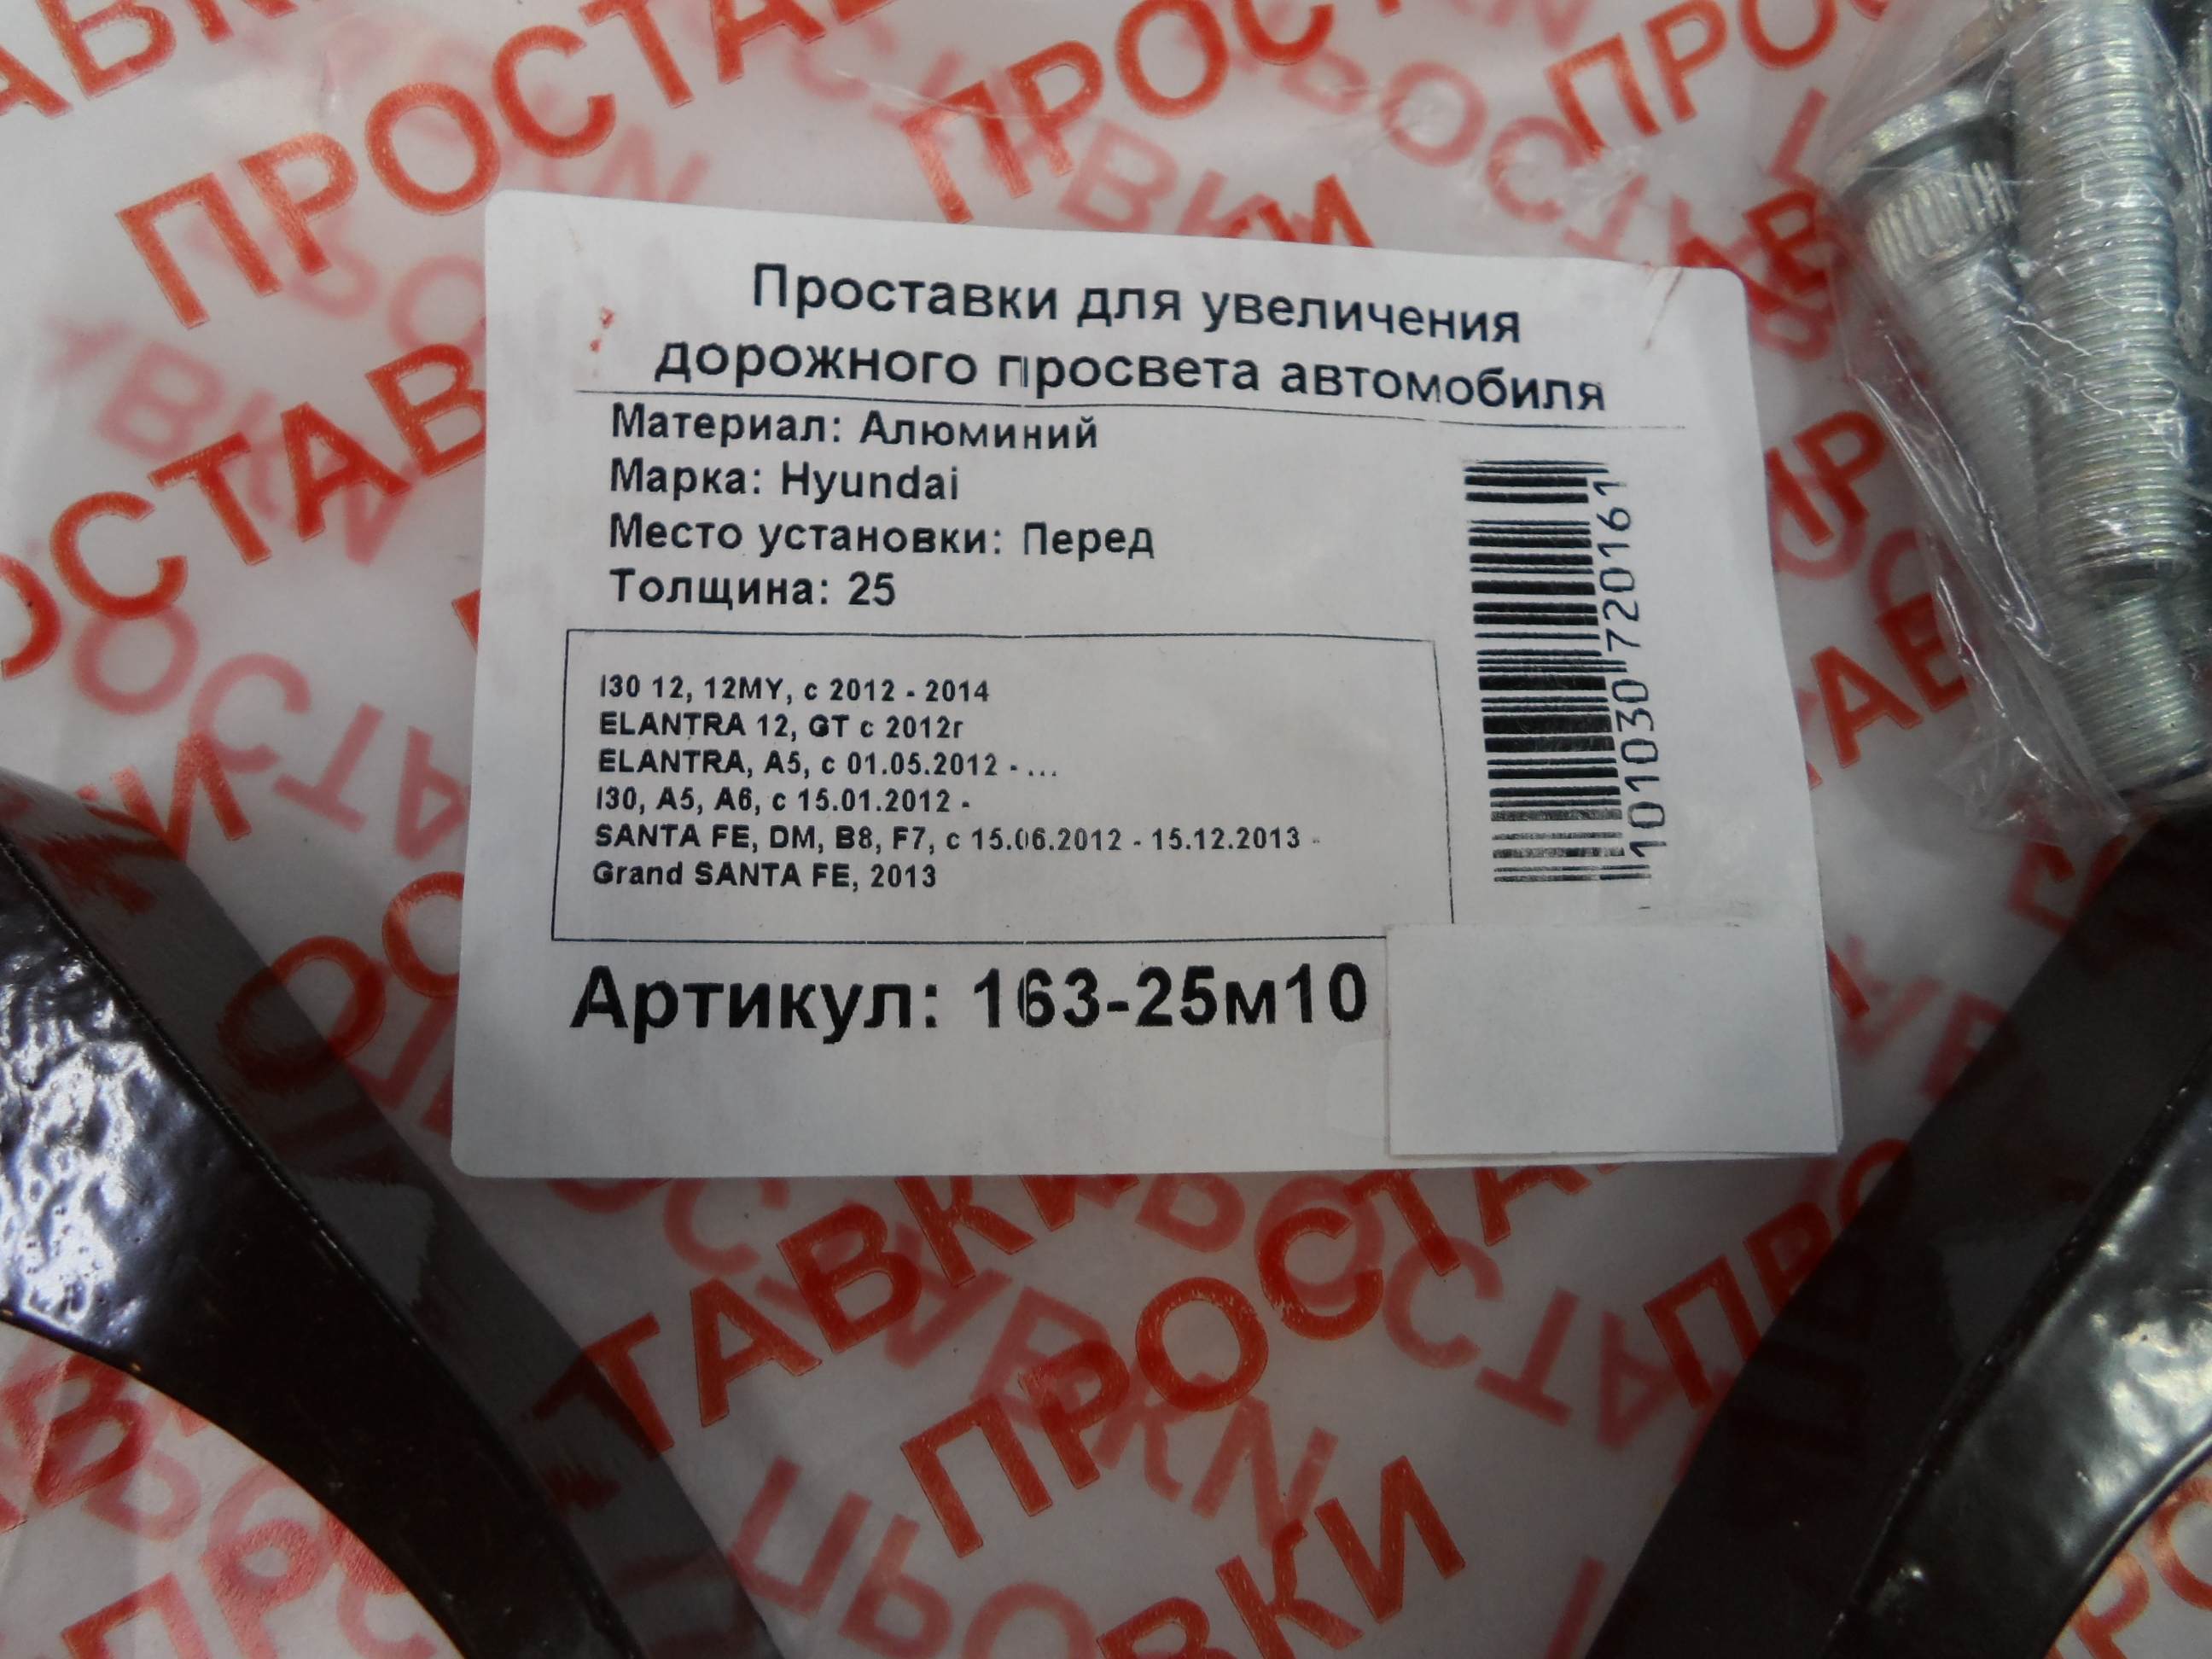 Проставки для увеличения
дорожного просвета автомобиля
Материал: Алюминий
Марка: Hyundai
Место установки: Перед
Толщина: 25
I30 12, 12MY, с 2012 - 2014
ELANTRA 12, GT с 2012г
ELANTRA, A5, с 01.05.2012 - ...
I30, A5, A6, с 15.01.2012 -
SANTA FE, DM, B8, F7, с 15.06.2012 - 15.12.2013 -
Grand SANTA FE, 2013
1010307720161
Артикул: 163-25м10